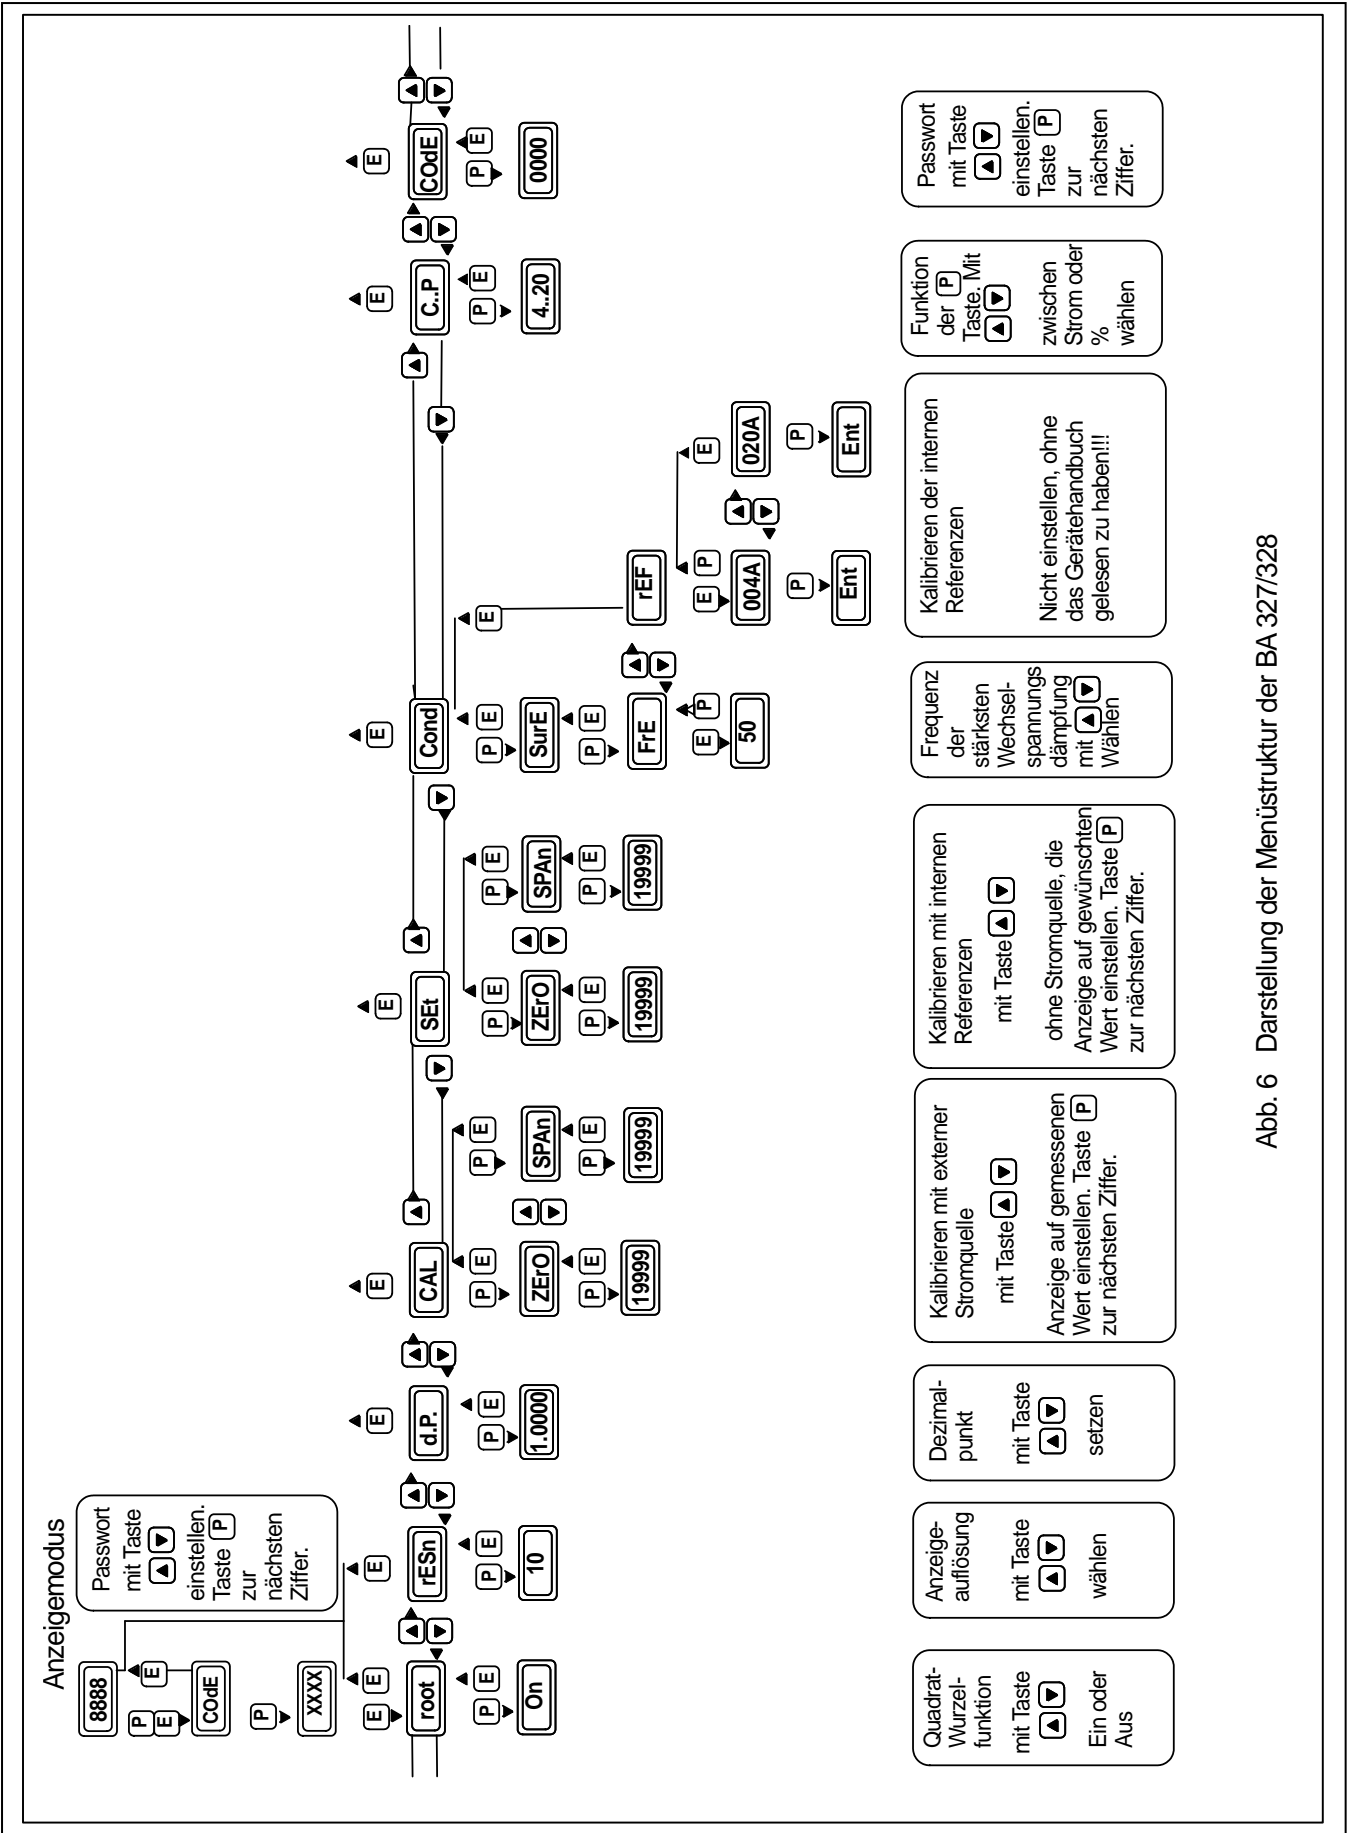 Anzeigemodus
8888
P
E
E
COdE
P
XXXX
Passwort
mit Taste
einstellen.
Taste P
zur
nächsten
Ziffer.
E
E
E
E
E
E
E
E
E
root
rESn
d.P.
CAL
SEt
Cond
C..P
COdE
P E
P E
P E
P E
P E
P E
P E
P E
P E
P E
On
10
1.0000
ZErO
SPAn
ZErO
SPAn
SurE
E
4..20
0000
P E
P E
P E
P E
P E
19999
19999
19999
19999
FrE
rEF
E P
E P
E
50
004A
020A
P
P
Ent
Ent
Quadrat-
Wurzel-
funktion
mit Taste
Ein oder
Aus
Anzeige-
auflösung
mit Taste
wählen
Dezimal-
punkt
mit Taste
setzen
Kalibrieren mit externer
Stromquelle
mit Taste
Anzeige auf gemessenen
Wert einstellen. Taste P
zur nächsten Ziffer.
Kalibrieren mit internen
Referenzen
mit Taste
ohne Stromquelle, die
Anzeige auf gewünschten
Wert einstellen. Taste P
zur nächsten Ziffer.
Frequenz
der
stärksten
Wechsel-
spannungs
dämpfung
mit
Wählen
Kalibrieren der internen
Referenzen
Nicht einstellen, ohne
das Gerätehandbuch
gelesen zu haben!!!
Funktion
der P
Taste. Mit
zwischen
Strom oder
%
wählen
Passwort
mit Taste
einstellen.
Taste P
zur
nächsten
Ziffer.
Abb. 6 Darstellung der Menüstruktur der BA 327/328